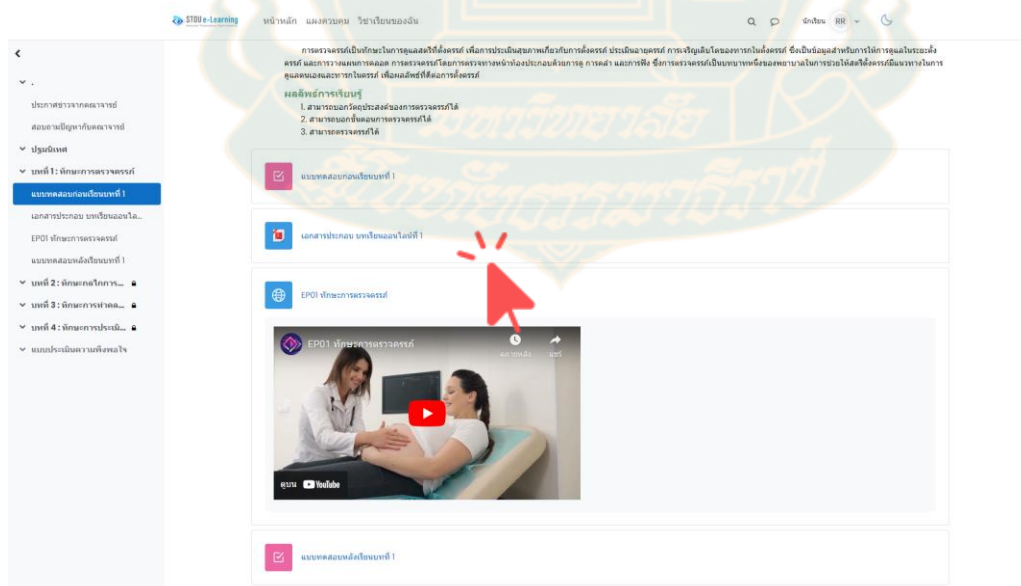 STOU e-Learning
หน้าหลัก แผงควบคุม วิชาเรียนของฉัน
นักเรียน RR
.
ประกาศข่าวจากคณาจารย์
สอบถามปัญหากับคณาจารย์
ปฐมนิเทศ
บทที่ 1 : ทักษะการตรวจครรภ์
แบบทดสอบก่อนเรียนบทที่ 1
เอกสารประกอบ บทเรียนออนไล...
EP01 ทักษะการตรวจครรภ์
แบบทดสอบหลังเรียนบทที่ 1
บทที่ 2 : ทักษะกลไกการ...
บทที่ 3 : ทักษะการทำคล...
บทที่ 4 : ทักษะการประเมิ...
แบบประเมินความพึงพอใจ
การตรวจครรภ์เป็นทักษะในการดูแลสตรีที่ตั้งครรภ์ เพื่อการประเมินสุขภาพเกี่ยวกับการตั้งครรภ์ ประเมินอายุครรภ์ การเจริญเติบโตของทารกในครรภ์ ซึ่งเป็นข้อมูลสำหรับการให้การดูแลในระยะตั้ง
ครรภ์ และการวางแผนการคลอด การตรวจครรภ์โดยการตรวจทางหน้าท้องประกอบด้วยการดู การคลำ และการฟัง ซึ่งการตรวจครรภ์เป็นบทบาทหนึ่งของพยาบาลในการช่วยให้สตรีตั้งครรภ์มีแนวทางในการ
ดูแลตนเองและทารกในครรภ์ เพื่อผลลัพธ์ที่ดีต่อการตั้งครรภ์
ผลลัพธ์การเรียนรู้
1. สามารถบอกวัตถุประสงค์ของการตรวจครรภ์ได้
2. สามารถบอกขั้นตอนการตรวจครรภ์ได้
3. สามารถตรวจครรภ์ได้
แบบทดสอบก่อนเรียนบทที่ 1
เอกสารประกอบ บทเรียนออนไลน์ที่ 1
EP01 ทักษะการตรวจครรภ์
EP01 ทักษะการตรวจครรภ์
ดูภายหลัง แชร์
ดูบน YouTube
แบบทดสอบหลังเรียนบทที่ 1